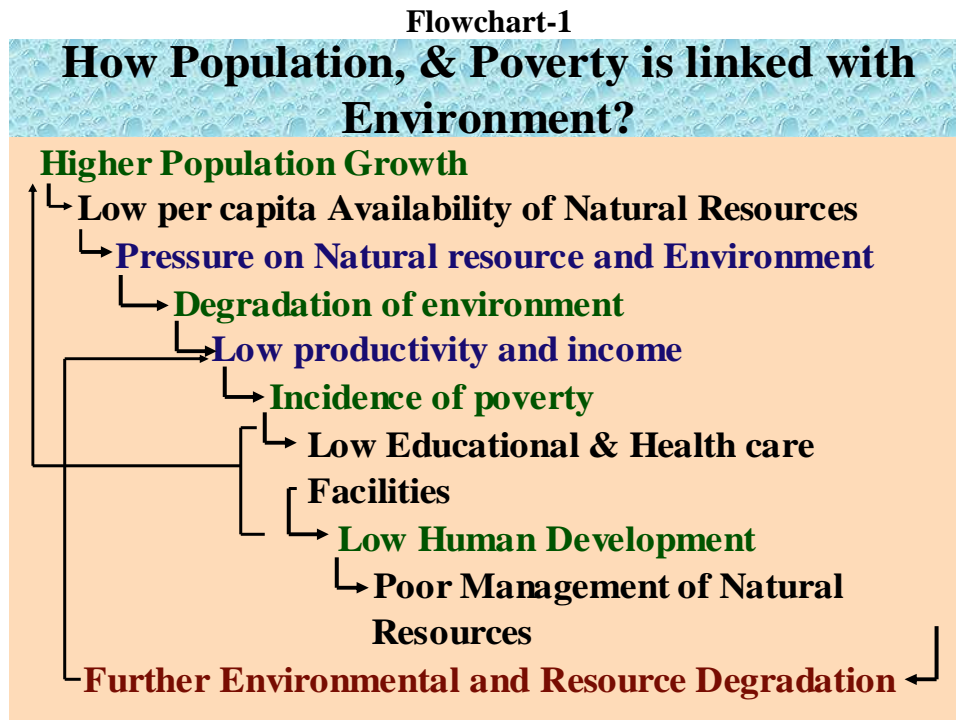 Flowchart-1
How Population, & Poverty is linked with
Environment?
Higher Population Growth
Low per capita Availability of Natural Resources
Pressure on Natural resource and Environment
Degradation of environment
Low productivity and income
Incidence of poverty
Low Educational & Health care
Facilities
Low Human Development
Poor Management of Natural
Resources
Further Environmental and Resource Degradation